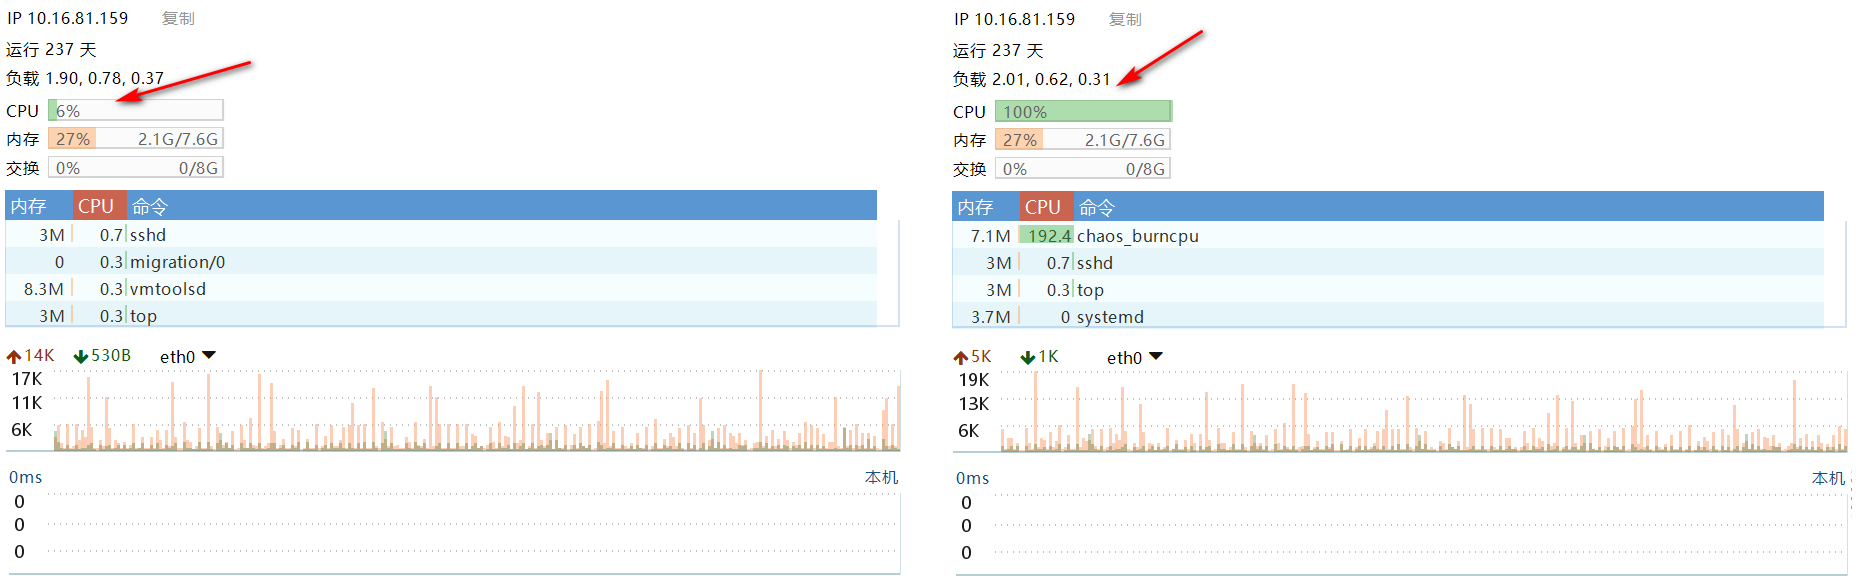 IP 10.16.81.159 复制
运行 237 天
负载 1.90, 0.78, 0.37
CPU 6%
内存 27% 2.1G/7.6G
交换 0% 0/8G
内存 CPU 命令
3M 0.7 sshd
0 0.3 migration/0
8.3M 0.3 vmtoolsd
3M 0.3 top
14K 530B eth0
17K
11K
6K
0ms 本机
0
0
0
IP 10.16.81.159 复制
运行 237 天
负载 2.01, 0.62, 0.31
CPU 100%
内存 27% 2.1G/7.6G
交换 0% 0/8G
内存 CPU 命令
7.1M 192.4 chaos_burncpu
3M 0.7 sshd
3M 0.3 top
3.7M 0 systemd
5K 1K eth0
19K
13K
6K
0ms 本机
0
0
0